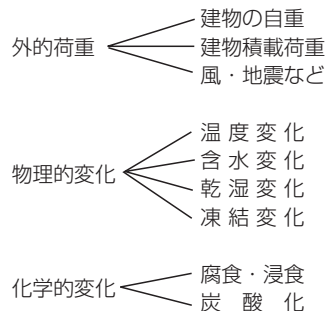 外的荷重
建物の自重
建物積載荷重
風・地震など
物理的変化
温度変化
含水変化
乾湿変化
凍結変化
化学的変化
腐食・浸食
炭酸化